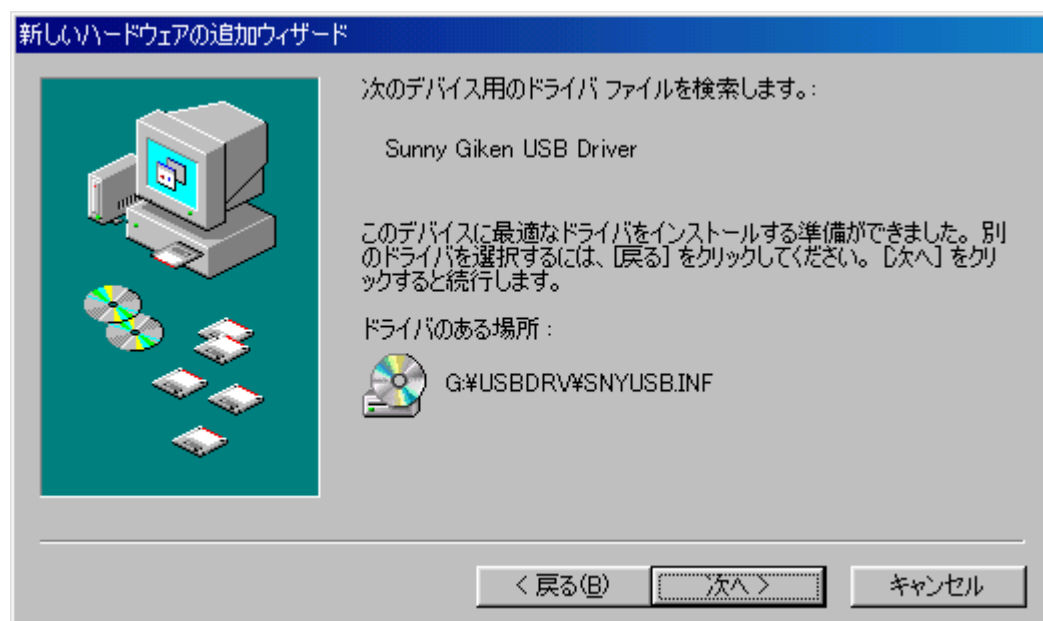 新しいハードウェアの追加ウィザード
次のデバイス用のドライバ ファイルを検索します。:
Sunny Giken USB Driver
このデバイスに最適なドライバをインストールする準備ができました。別
のドライバを選択するには、[戻る] をクリックしてください。[次へ] をクリ
ックすると続行します。
ドライバのある場所 :
G:¥USBDRV¥SNYUSB.INF
< 戻る(B)
次へ >
キャンセル